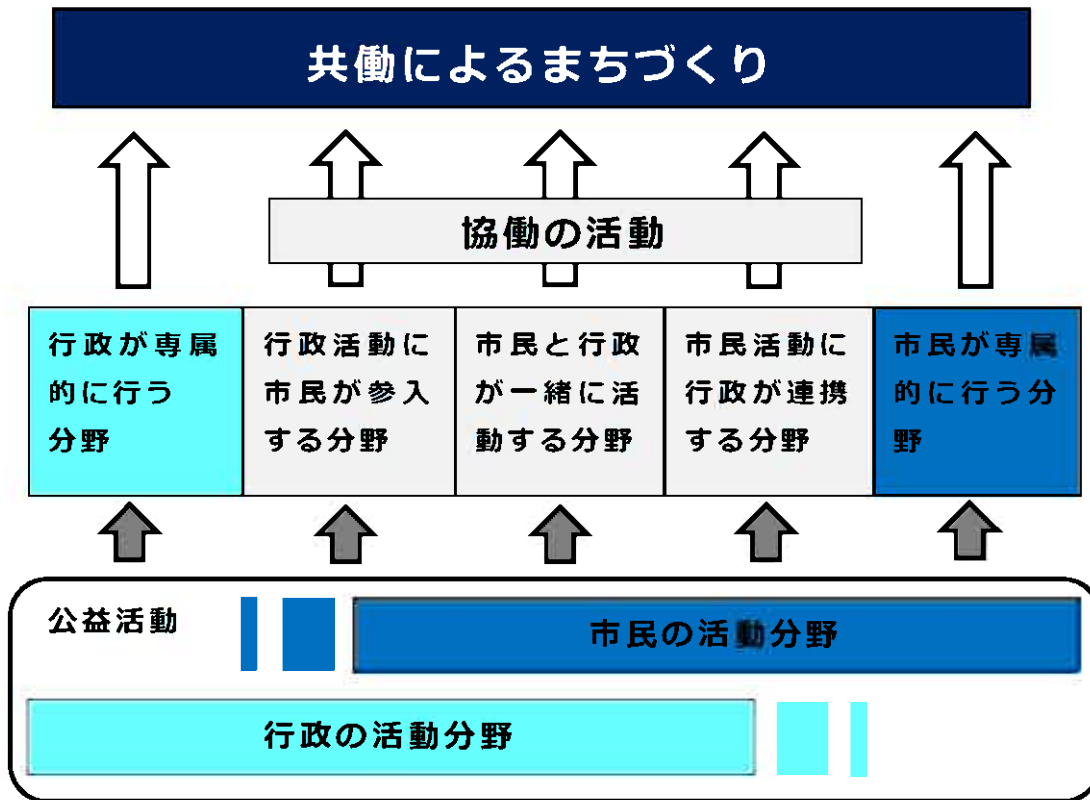 共働によるまちづくり
協働の活動
行政が専属
的に行う
分野
行政活動に
市民が参入
する分野
市民と行政
が一緒に活
動する分野
市民活動に
行政が連携
する分野
市民が専属
的に行う分
野
公益活動
市民の活動分野
行政の活動分野